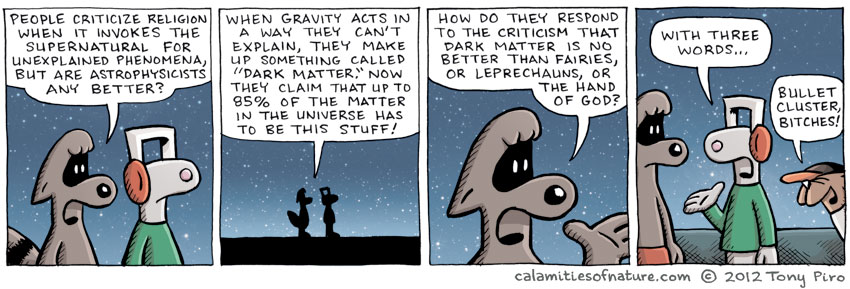 PEOPLE CRITICIZE RELIGION
WHEN IT INVOKES THE
SUPERNATURAL FOR
UNEXPLAINED PHENOMENA,
BUT ARE ASTROPHYSICISTS
ANY BETTER?
WHEN GRAVITY ACTS IN
A WAY THEY CAN'T
EXPLAIN, THEY MAKE
UP SOMETHING CALLED
"DARK MATTER." NOW
THEY CLAIM THAT UP TO
85% OF THE MATTER
IN THE UNIVERSE HAS
TO BE THIS STUFF!
HOW DO THEY RESPOND
TO THE CRITICISM THAT
DARK MATTER IS NO
BETTER THAN FAIRIES,
OR LEPRECHAUNS, OR
THE HAND
OF GOD?
WITH THREE
WORDS...
BULLET
CLUSTER,
BITCHES!
calamitiesofnature.com © 2012 Tony Piro